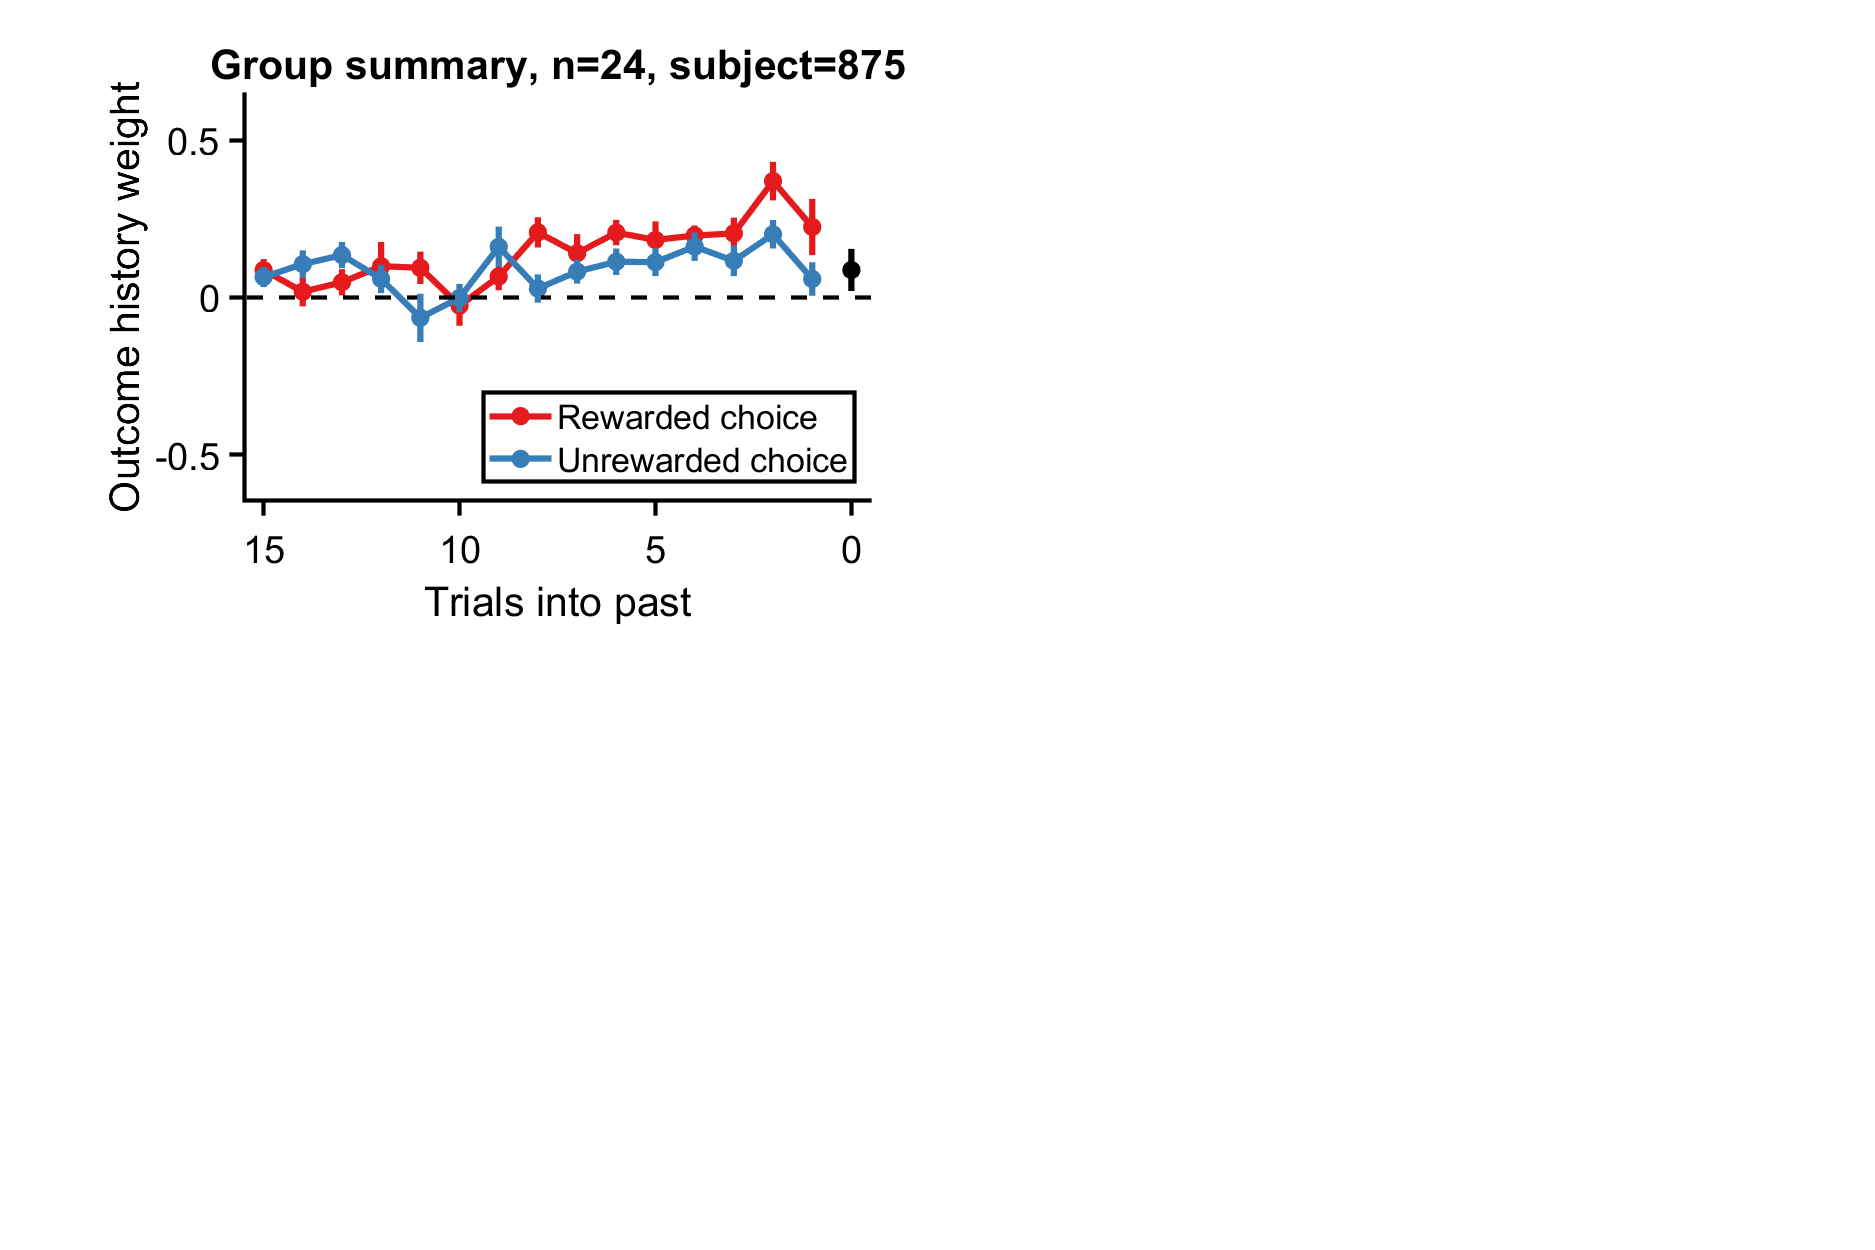 Group summary, n=24, subject=875
Outcome history weight
0.5
0
-0.5
Rewarded choice
Unrewarded choice
15 10 5 0
Trials into past